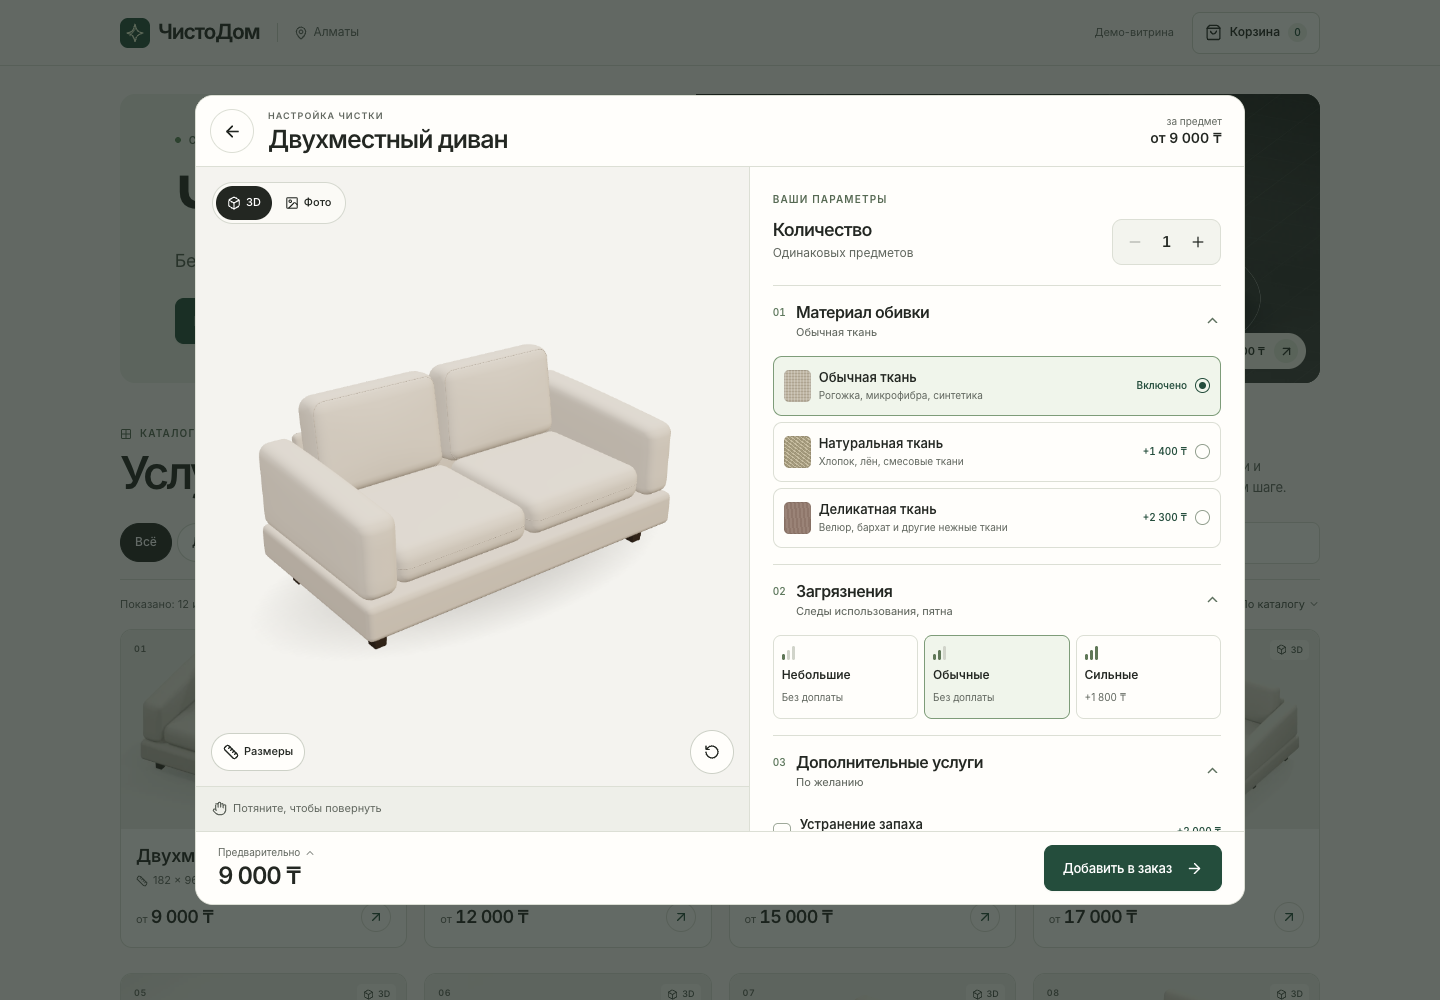 ЧистоДом
Алматы
Демо-витрина
Корзина 0
НАСТРОЙКА ЧИСТКИ
Двухместный диван
за предмет
от 9 000 ₸
3D
Фото
Размеры
Потяните, чтобы повернуть
ВАШИ ПАРАМЕТРЫ
Количество
Одинаковых предметов
1
01 Материал обивки
Обычная ткань
Обычная ткань
Рогожка, микрофибра, синтетика
Включено
Натуральная ткань
Хлопок, лён, смесовые ткани
+1 400 ₸
Деликатная ткань
Велюр, бархат и другие нежные ткани
+2 300 ₸
02 Загрязнения
Следы использования, пятна
Небольшие
Без доплаты
Обычные
Без доплаты
Сильные
+1 800 ₸
03 Дополнительные услуги
По желанию
Устранение запаха
Предварительно
9 000 ₸
Добавить в заказ
КАТАЛОГ
Всё
Показано: 12
по каталогу
01
3D
от 9 000 ₸
от 12 000 ₸
от 15 000 ₸
от 17 000 ₸
05
3D
06
3D
07
3D
08
3D